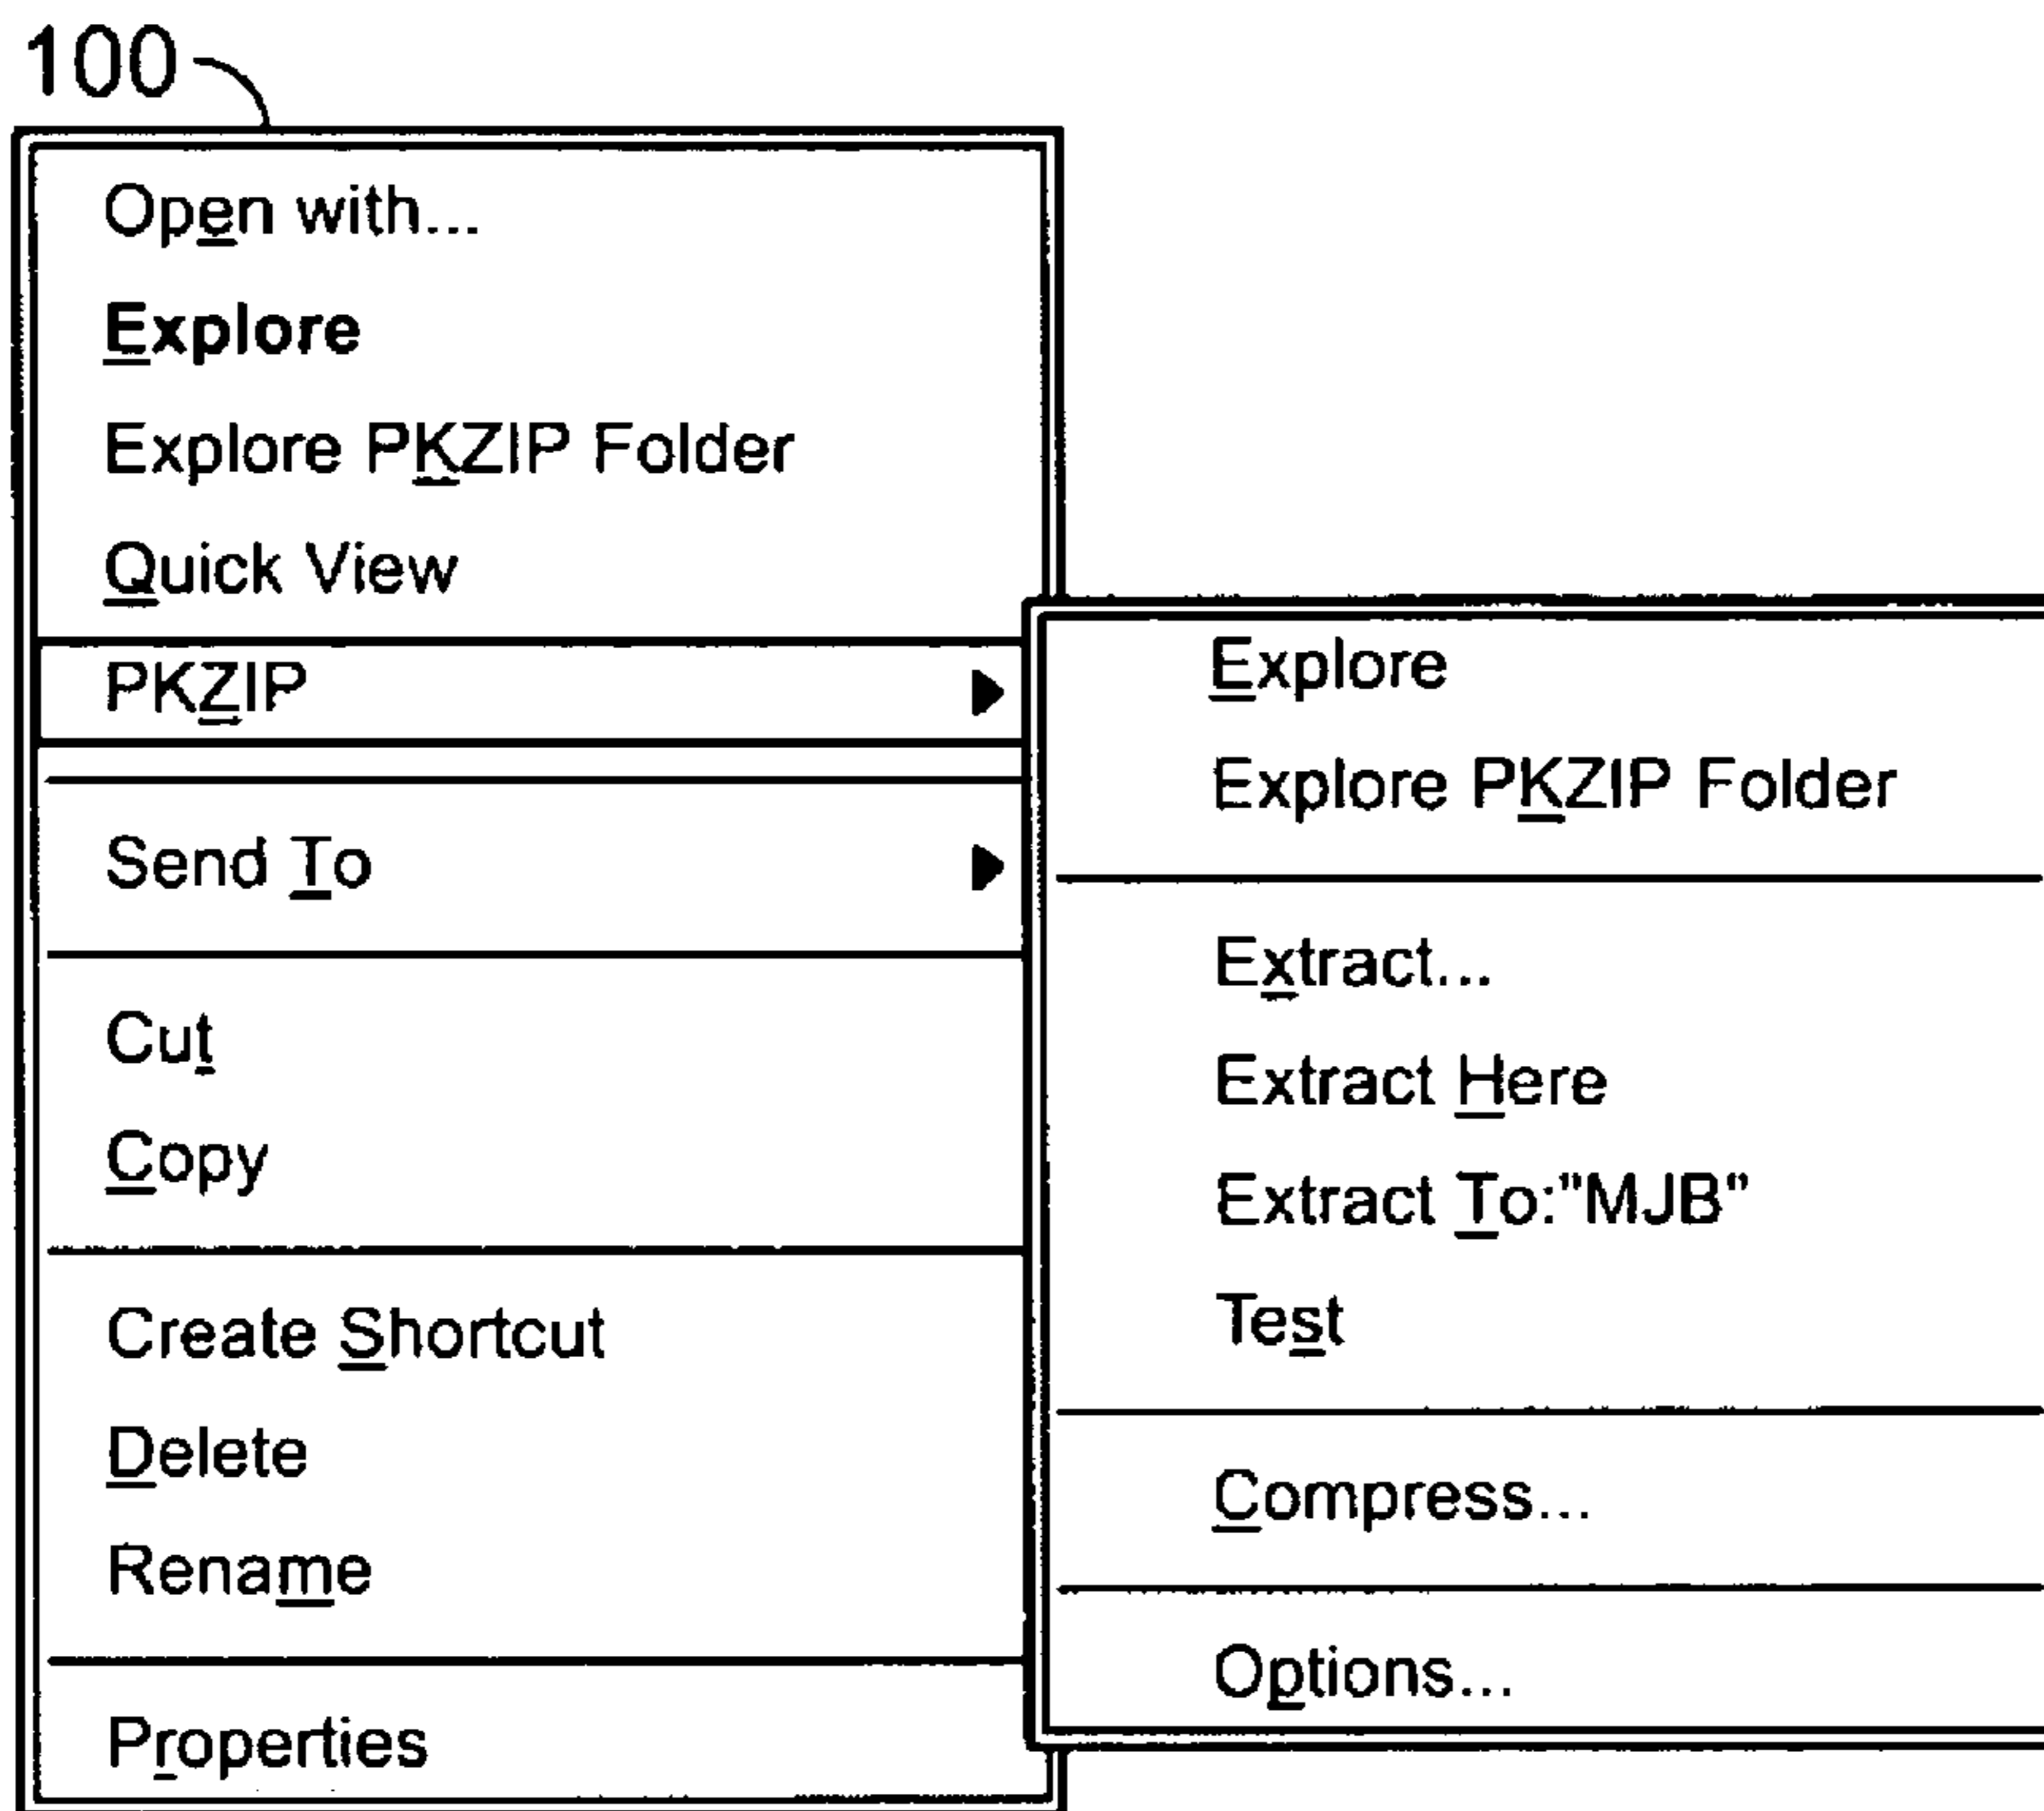 100
Open with...
Explore
Explore PKZIP Folder
Quick View
PKZIP
Send To
Cut
Copy
Create Shortcut
Delete
Rename
Properties
Explore
Explore PKZIP Folder
Extract...
Extract Here
Extract To:"MJB"
Test
Compress...
Options...